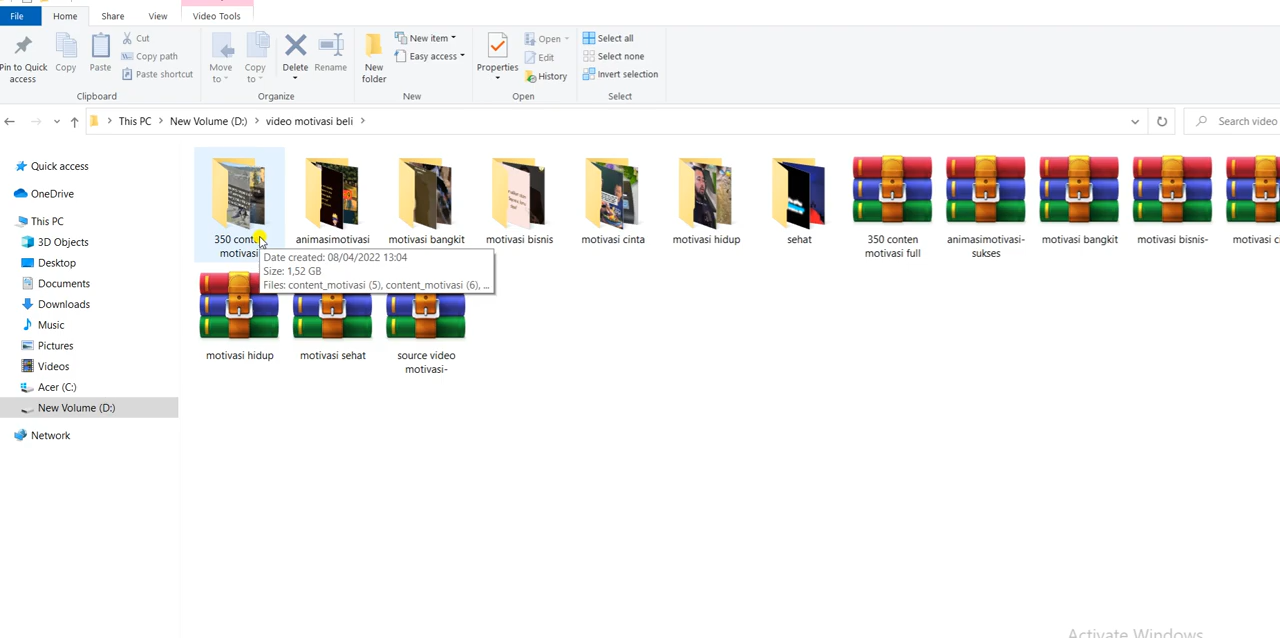 File
Home
Share
View
Video Tools
Pin to Quick access
Copy
Paste
Cut
Copy path
Paste shortcut
Clipboard
Move to
Copy to
Delete
Rename
Organize
New folder
New item
Easy access
New
Properties
Open
Edit
History
Open
Select all
Select none
Invert selection
Select
This PC
New Volume (D:)
video motivasi beli
Search video
Quick access
OneDrive
This PC
3D Objects
Desktop
Documents
Downloads
Music
Pictures
Videos
Acer (C:)
New Volume (D:)
Network
350
motivasi
animasimotivasi
motivasi bangkit
motivasi bisnis
motivasi cinta
motivasi hidup
sehat
350 conten
motivasi full
animasimotivasi-
sukses
motivasi bangkit
motivasi bisnis-
motivasi c
Date created: 08/04/2022 13:04
Size: 1,52 GB
Files: content_motivasi (5), content_motivasi (6), ...
motivasi hidup
motivasi sehat
source video
motivasi-
Activate Windows